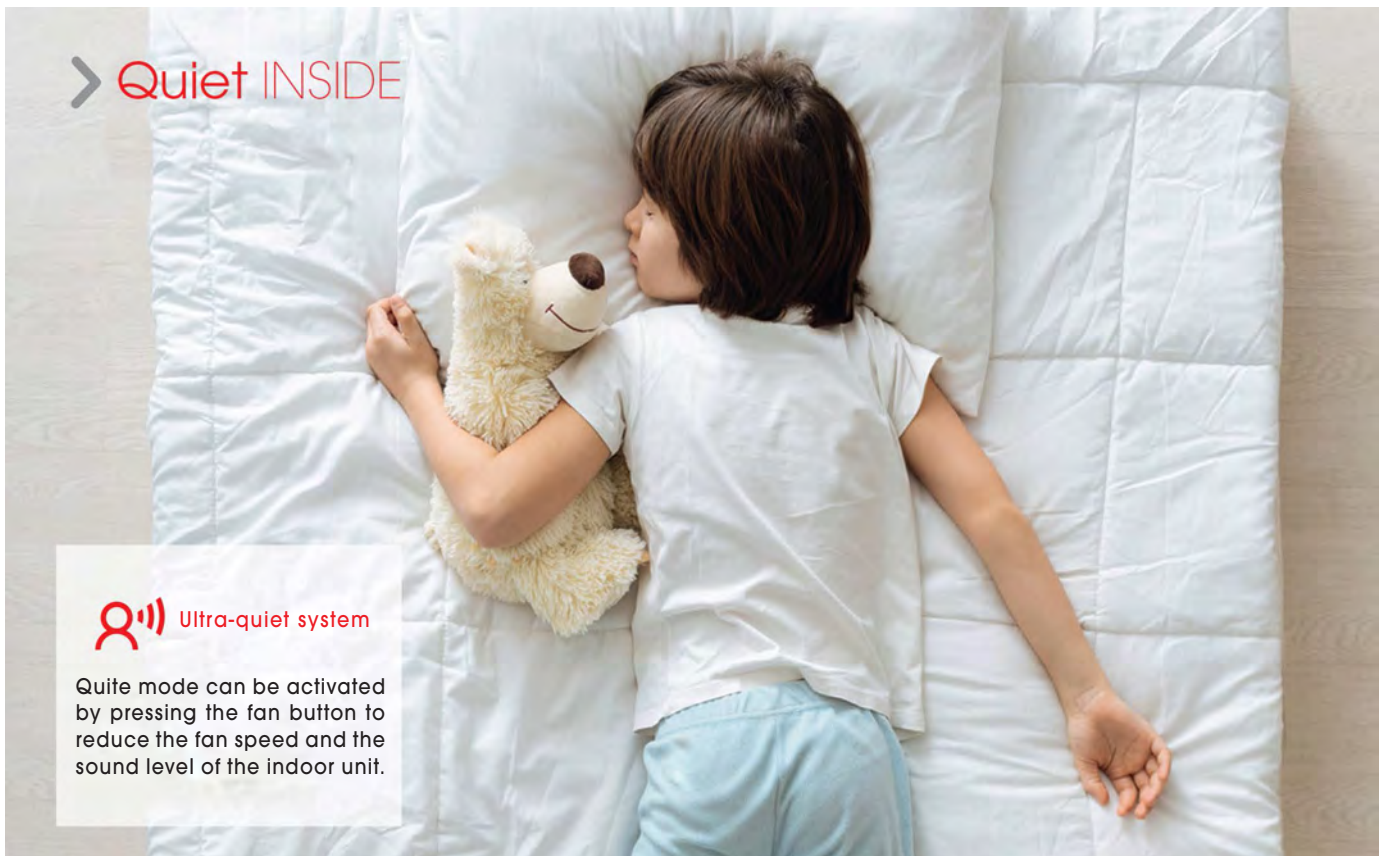 Quiet INSIDE
Ultra-quiet system
Quite mode can be activated
by pressing the fan button to
reduce the fan speed and the
sound level of the indoor unit.